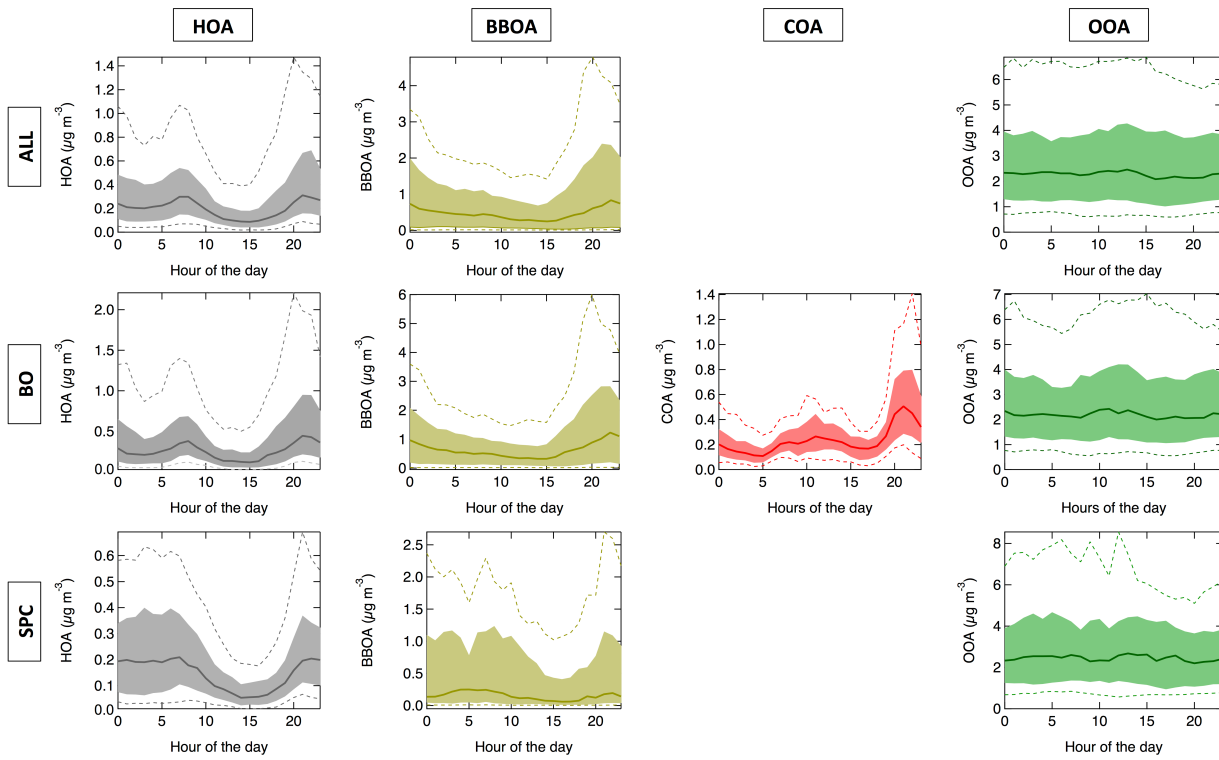 HOA
BBOA
COA
OOA
ALL
HOA (µg m⁻³)
1.4
1.2
1.0
0.8
0.6
0.4
0.2
0.0
0 5 10 15 20
Hour of the day
BBOA (µg m⁻³)
4
3
2
1
0
0 5 10 15 20
Hour of the day
OOA (µg m⁻³)
6
5
4
3
2
1
0
0 5 10 15 20
Hour of the day
BO
HOA (µg m⁻³)
2.0
1.5
1.0
0.5
0.0
0 5 10 15 20
Hour of the day
BBOA (µg m⁻³)
6
5
4
3
2
1
0
0 5 10 15 20
Hour of the day
COA (µg m⁻³)
1.4
1.2
1.0
0.8
0.6
0.4
0.2
0.0
0 5 10 15 20
Hours of the day
OOA (µg m⁻³)
7
6
5
4
3
2
1
0
0 5 10 15 20
Hours of the day
SPC
HOA (µg m⁻³)
0.6
0.5
0.4
0.3
0.2
0.1
0.0
0 5 10 15 20
Hour of the day
BBOA (µg m⁻³)
2.5
2.0
1.5
1.0
0.5
0.0
0 5 10 15 20
Hour of the day
OOA (µg m⁻³)
8
6
4
2
0
0 5 10 15 20
Hour of the day